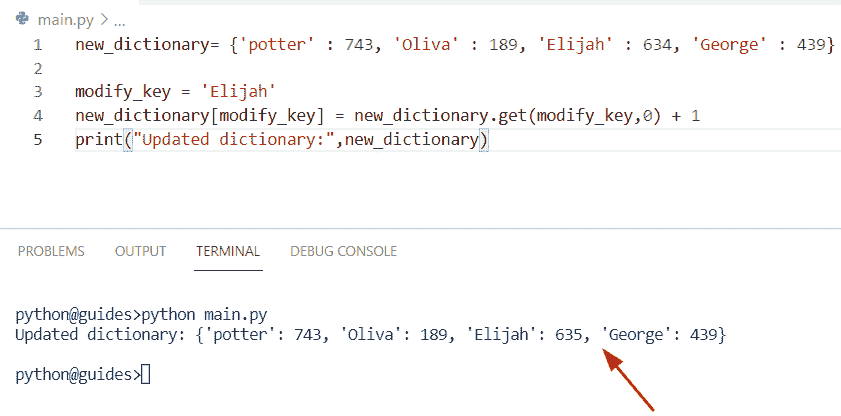 main.py > ...
1 new_dictionary= {'potter' : 743, 'Oliva' : 189, 'Elijah' : 634, 'George' : 439}
2
3 modify_key = 'Elijah'
4 new_dictionary[modify_key] = new_dictionary.get(modify_key,0) + 1
5 print("Updated dictionary:",new_dictionary)
PROBLEMS OUTPUT TERMINAL DEBUG CONSOLE
python@guides>python main.py
Updated dictionary: {'potter': 743, 'Oliva': 189, 'Elijah': 635, 'George': 439}
python@guides>